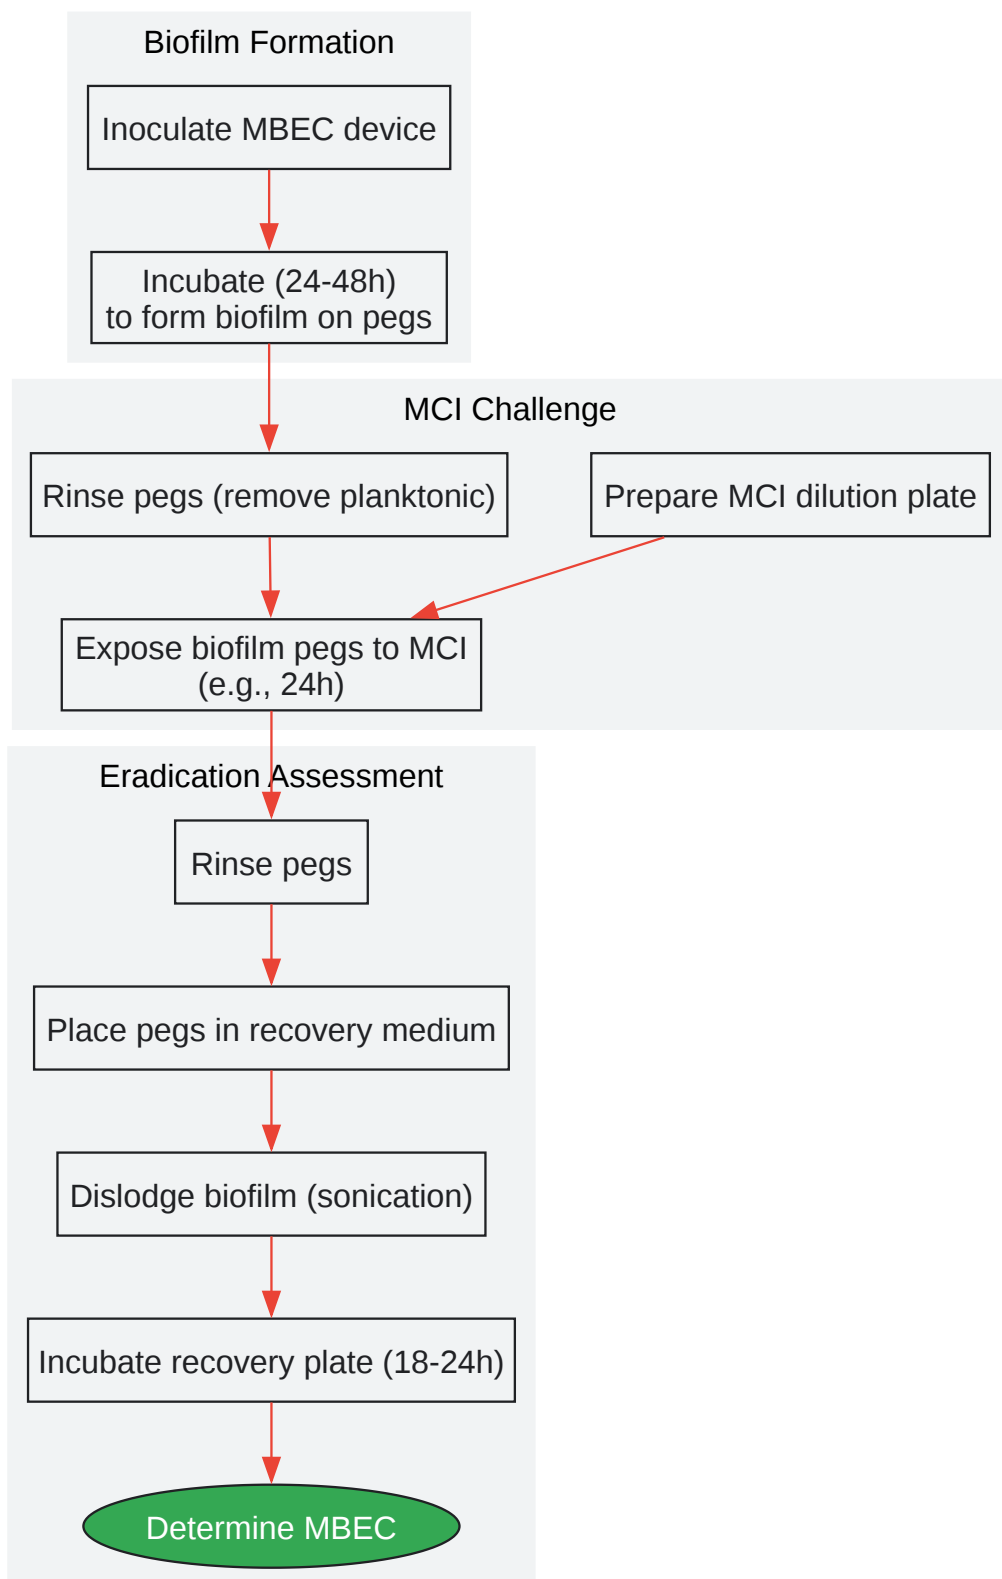 Biofilm Formation
Inoculate MBEC device
Incubate (24-48h)
to form biofilm on pegs
MCI Challenge
Rinse pegs (remove planktonic)
Prepare MCI dilution plate
Expose biofilm pegs to MCI
(e.g., 24h)
Eradication Assessment
Rinse pegs
Place pegs in recovery medium
Dislodge biofilm (sonication)
Incubate recovery plate (18-24h)
Determine MBEC